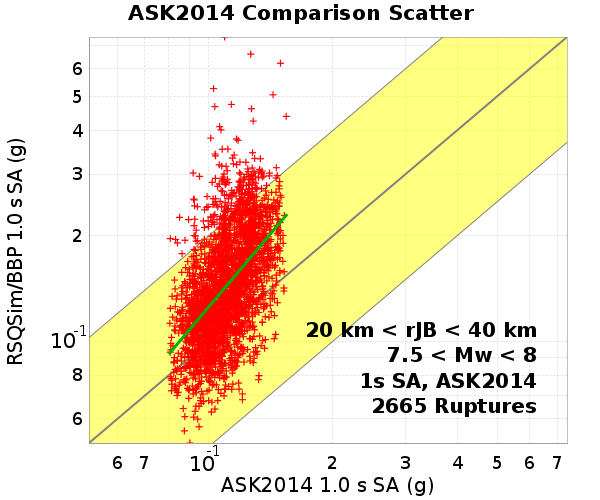 ASK2014 Comparison Scatter
RSQSim/BBP 1.0 s SA (g)
6
5
4
3
2
10⁻¹
8
6
20 km < rJB < 40 km
7.5 < Mw < 8
1s SA, ASK2014
2665 Ruptures
6 7 10⁻¹ 2 3 4 5 6 7
ASK2014 1.0 s SA (g)